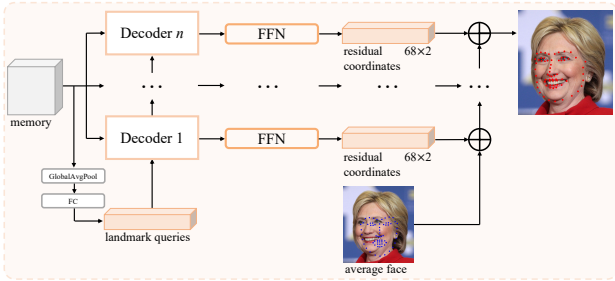 Decoder n
FFN
residual 68×2
coordinates
memory
...
...
...
...
...
Decoder 1
FFN
residual 68×2
coordinates
GlobalAvgPool
FC
landmark queries
average face